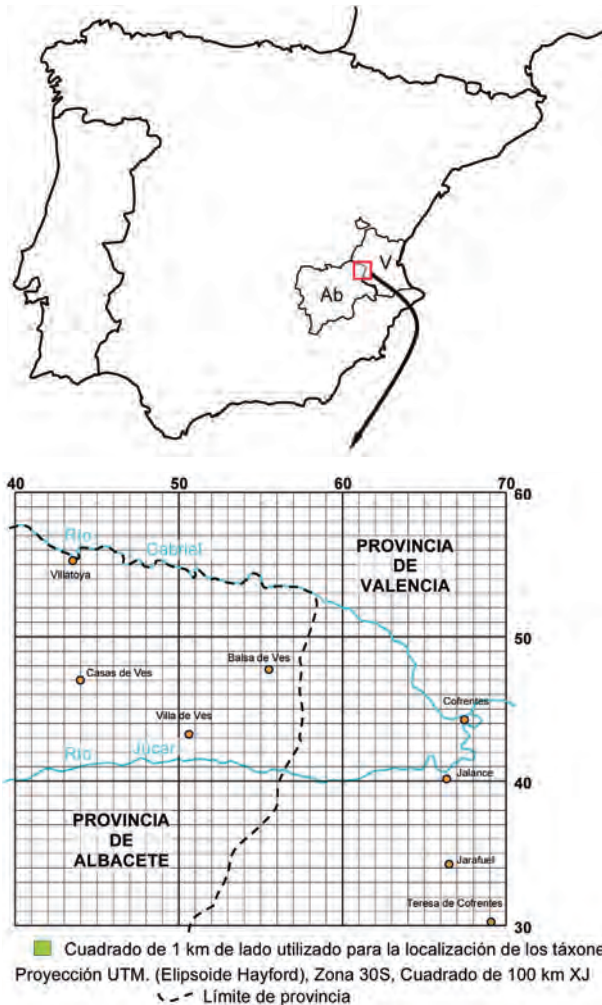 V
Ab
40 50 60 70
60
Río
Cabriel
PROVINCIA
DE
VALENCIA
Villatoya
50
Balsa de Ves
Casas de Ves
Cofrentes
Villa de Ves
Río Júcar
Jalance
40
PROVINCIA
DE
ALBACETE
Jarafuel
Teresa de Cofrentes
30
Cuadrado de 1 km de lado utilizado para la localización de los táxone
Proyección UTM. (Elipsoide Hayford), Zona 30S, Cuadrado de 100 km XJ
Límite de provincia